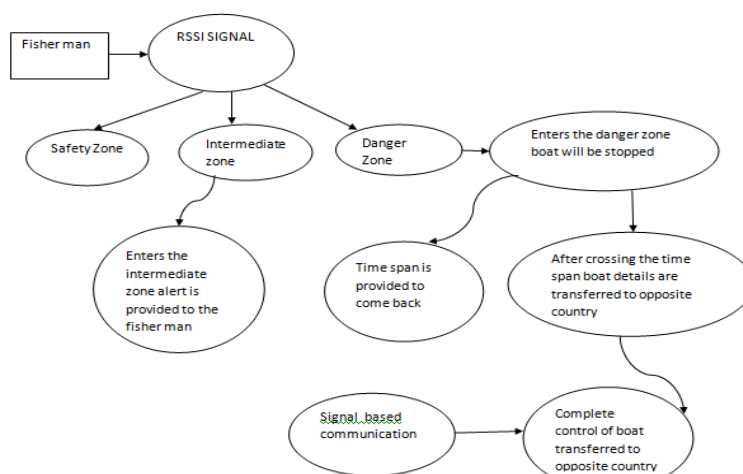 Fisher man
RSSI SIGNAL
Safety Zone
Intermediate
zone
Danger
Zone
Enters the danger zone
boat will be stopped
Enters the
intermediate
zone alert is
provided to the
fisher man
Time span is
provided to
come back
After crossing the time
span boat details are
transferred to opposite
country
Signal based
communication
Complete
control of boat
transferred to
opposite country